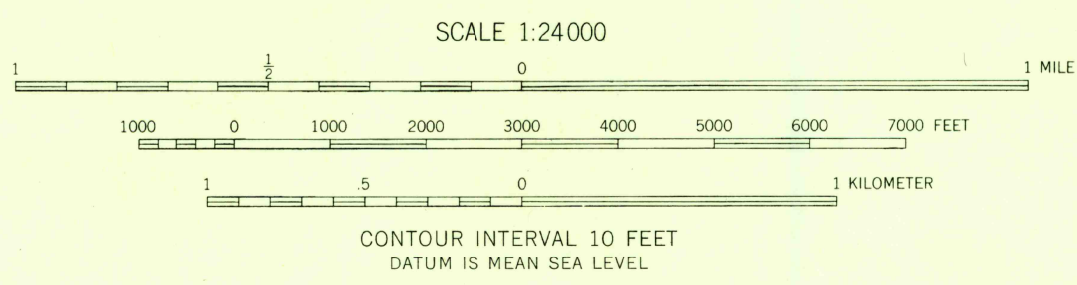 SCALE 1:24000
1 1/2 0 1 MILE
1000 0 1000 2000 3000 4000 5000 6000 7000 FEET
1 .5 0 1 KILOMETER
CONTOUR INTERVAL 10 FEET
DATUM IS MEAN SEA LEVEL